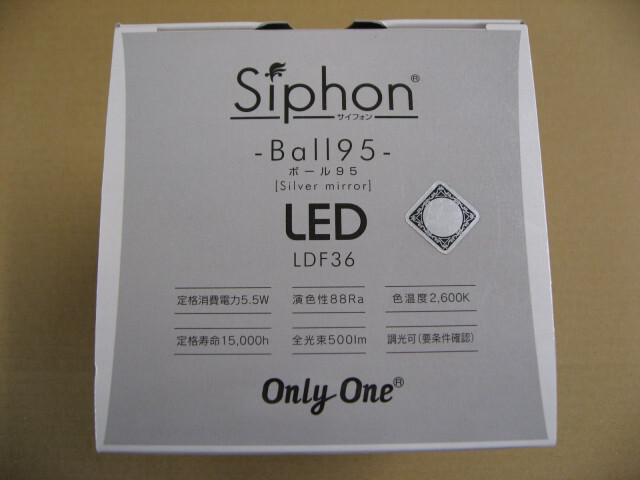 Siphon®
サイフォン
-Ball95-
ボール95
[Silver mirror]
LED
LDF36
定格消費電力5.5W 演色性88Ra 色温度2,600K
定格寿命15,000h 全光束500lm 調光可(要条件確認)
Only One®